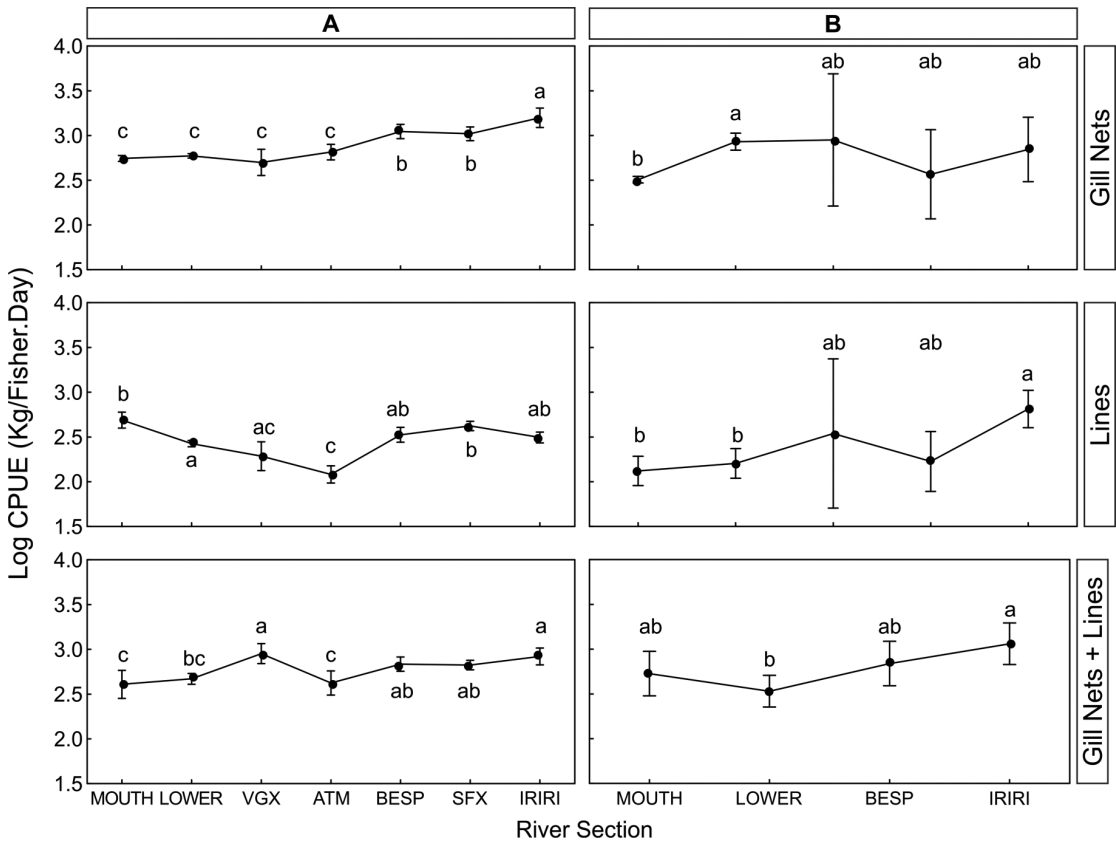 A
B
4.0
3.5
3.0
2.5
2.0
1.5
c c c c b b a
b a ab ab ab
Gill Nets
4.0
3.5
3.0
2.5
2.0
1.5
b a ac c ab b ab
b b ab ab a
Lines
4.0
3.5
3.0
2.5
2.0
1.5
c bc a c ab ab a
ab b ab a
Gill Nets + Lines
Log CPUE (Kg/Fisher.Day)
MOUTH LOWER VGX ATM BESP SFX IRIRI
MOUTH LOWER BESP IRIRI
River Section